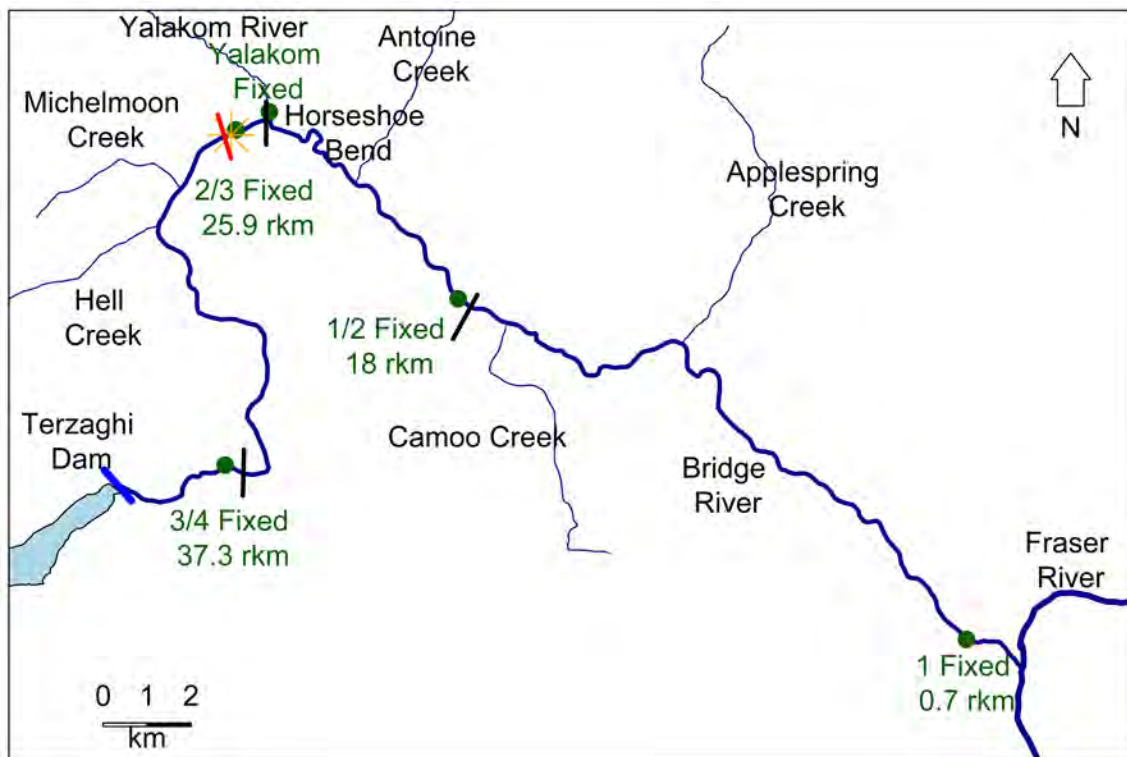 Yalakom River
Yalakom
Fixed
Antoine
Creek
Michelmoon
Creek
Horseshoe
Bend
N
2/3 Fixed
25.9 rkm
Applespring
Creek
Hell
Creek
1/2 Fixed
18 rkm
Terzaghi
Dam
Camoo Creek
Bridge
River
3/4 Fixed
37.3 rkm
Fraser
River
1 Fixed
0.7 rkm
0 1 2
km